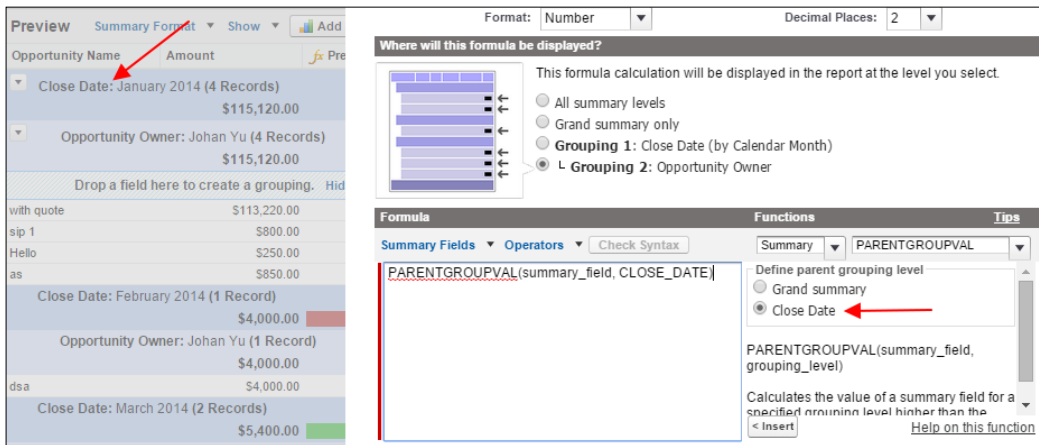 Preview Summary Format Show Add
Opportunity Name Amount fx Pre
Close Date: January 2014 (4 Records)
$115,120.00
Opportunity Owner: Johan Yu (4 Records)
$115,120.00
Drop a field here to create a grouping. Hid
with quote $113,220.00
sip 1 $800.00
Hello $250.00
as $850.00
Close Date: February 2014 (1 Record)
$4,000.00
Opportunity Owner: Johan Yu (1 Record)
$4,000.00
dsa $4,000.00
Close Date: March 2014 (2 Records)
$5,400.00
Format: Number Decimal Places: 2
Where will this formula be displayed?
This formula calculation will be displayed in the report at the level you select.
All summary levels
Grand summary only
Grouping 1: Close Date (by Calendar Month)
Grouping 2: Opportunity Owner
Formula Functions Tips
Summary Fields Operators Check Syntax Summary PARENTGROUPVAL
PARENTGROUPVAL(summary_field, CLOSE_DATE)
Define parent grouping level
Grand summary
Close Date
PARENTGROUPVAL(summary_field,
grouping_level)
Calculates the value of a summary field for a
specified grouping level higher than the
< Insert Help on this function